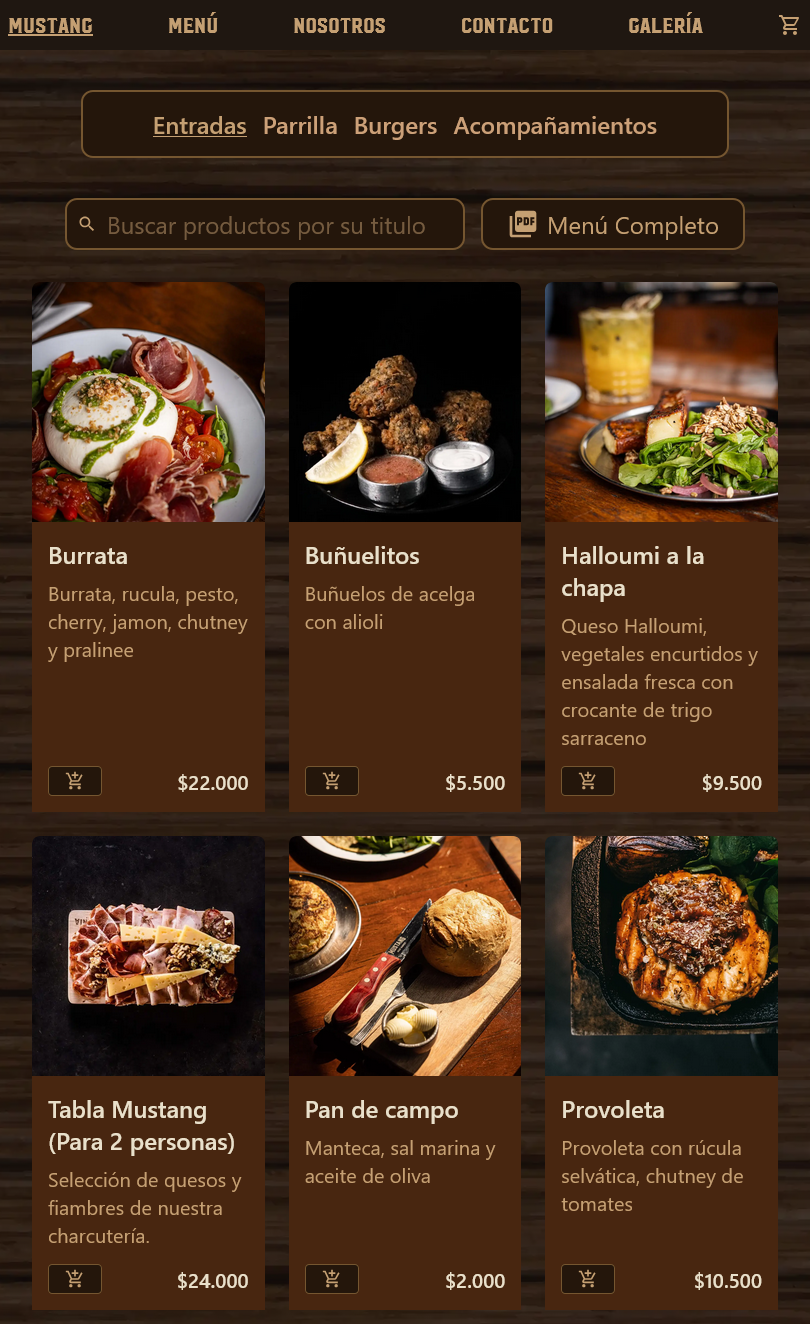 MUSTANG MENÚ NOSOTROS CONTACTO GALERÍA
Entradas Parrilla Burgers Acompañamientos
Buscar productos por su titulo
PDF Menú Completo
Burrata
Burrata, rucula, pesto,
cherry, jamon, chutney
y pralinee
$22.000
Buñuelitos
Buñuelos de acelga
con alioli
$5.500
Halloumi a la
chapa
Queso Halloumi,
vegetales encurtidos y
ensalada fresca con
crocante de trigo
sarraceno
$9.500
Tabla Mustang
(Para 2 personas)
Selección de quesos y
fiambres de nuestra
charcutería.
$24.000
Pan de campo
Manteca, sal marina y
aceite de oliva
$2.000
Provoleta
Provoleta con rúcula
selvática, chutney de
tomates
$10.500